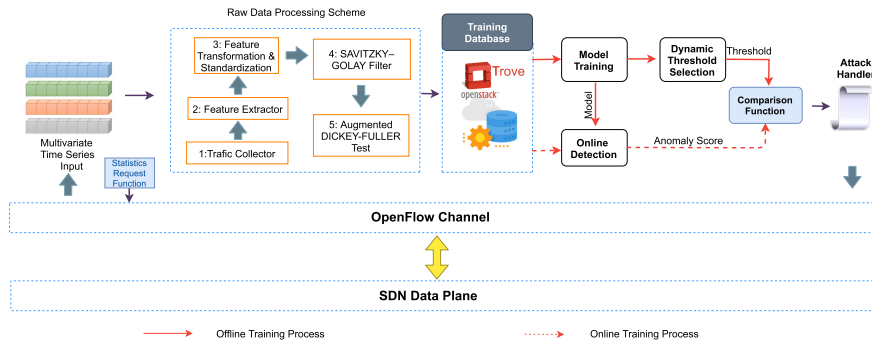 Raw Data Processing Scheme
Training
Database
3: Feature
Transformation &
Standardization
4: SAVITZKY–
GOLAY Filter
2: Feature Extractor
5: Augmented
DICKEY-FULLER
Test
1:Trafic Collector
Multivariate
Time Series
Input
Statistics
Request
Function
Trove
openstack
Model
Training
Dynamic
Threshold
Selection
Threshold
Attack
Handler
Model
Comparison
Function
Online
Detection
Anomaly Score
OpenFlow Channel
SDN Data Plane
Offline Training Process
Online Training Process